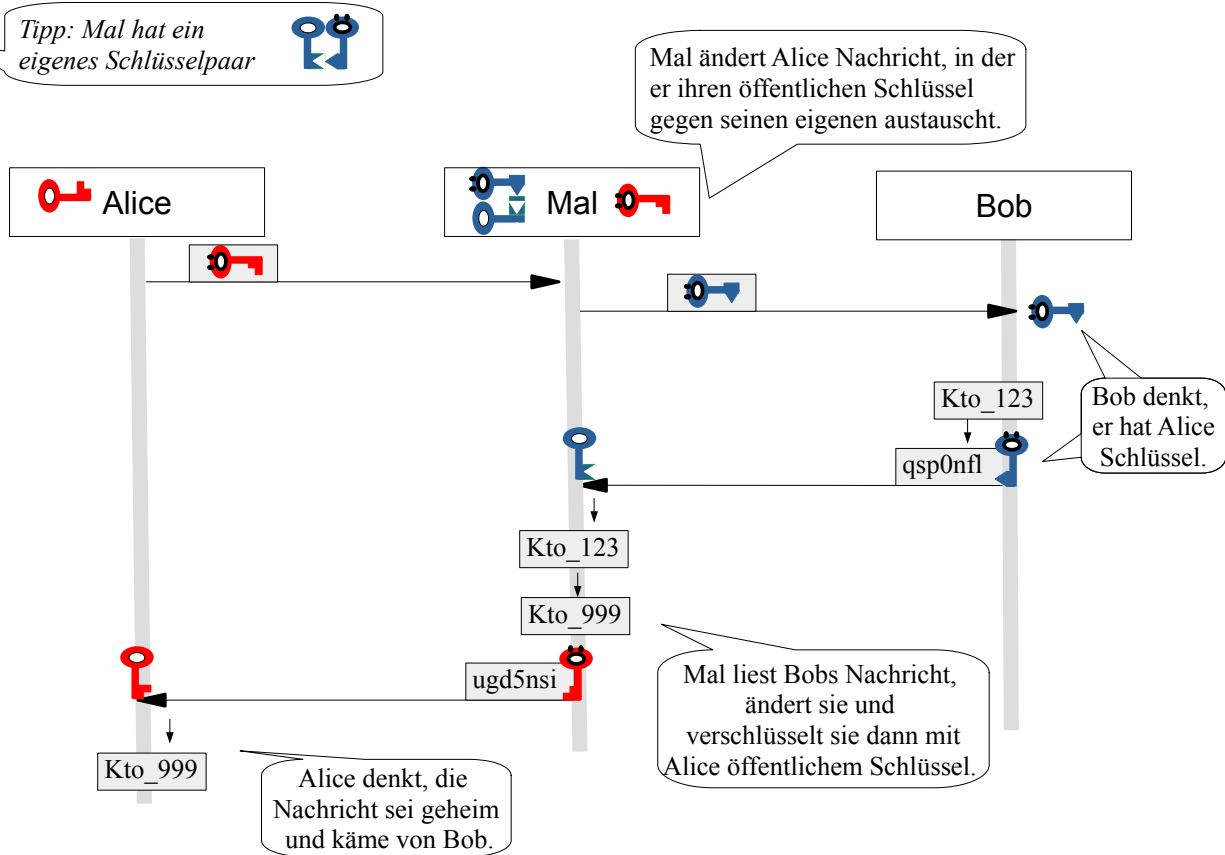 Tipp: Mal hat ein
eigenes Schlüsselpaar
Mal ändert Alice Nachricht, in der
er ihren öffentlichen Schlüssel
gegen seinen eigenen austauscht.
Alice
Mal
Bob
Kto_123
Bob denkt,
er hat Alice
Schlüssel.
qsp0nfl
Kto_123
Kto_999
ugd5nsi
Mal liest Bobs Nachricht,
ändert sie und
verschlüsselt sie dann mit
Alice öffentlichem Schlüssel.
Kto_999
Alice denkt, die
Nachricht sei geheim
und käme von Bob.